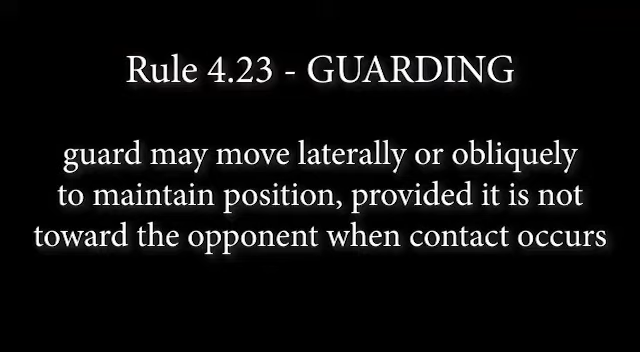 Rule 4.23 - GUARDING
guard may move laterally or obliquely
to maintain position, provided it is not
toward the opponent when contact occurs